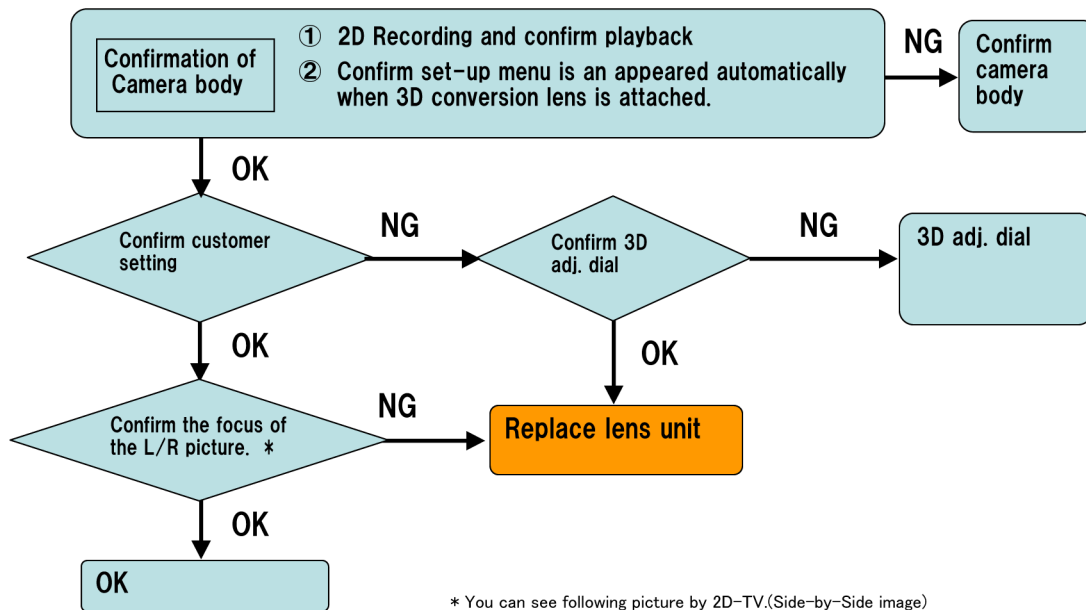 Confirmation of
Camera body
① 2D Recording and confirm playback
② Confirm set-up menu is an appeared automatically
when 3D conversion lens is attached.
NG
Confirm
camera
body
OK
Confirm customer
setting
NG
Confirm 3D
adj. dial
NG
3D adj. dial
OK
OK
Confirm the focus of
the L/R picture. *
NG
Replace lens unit
OK
OK
* You can see following picture by 2D-TV.(Side-by-Side image)